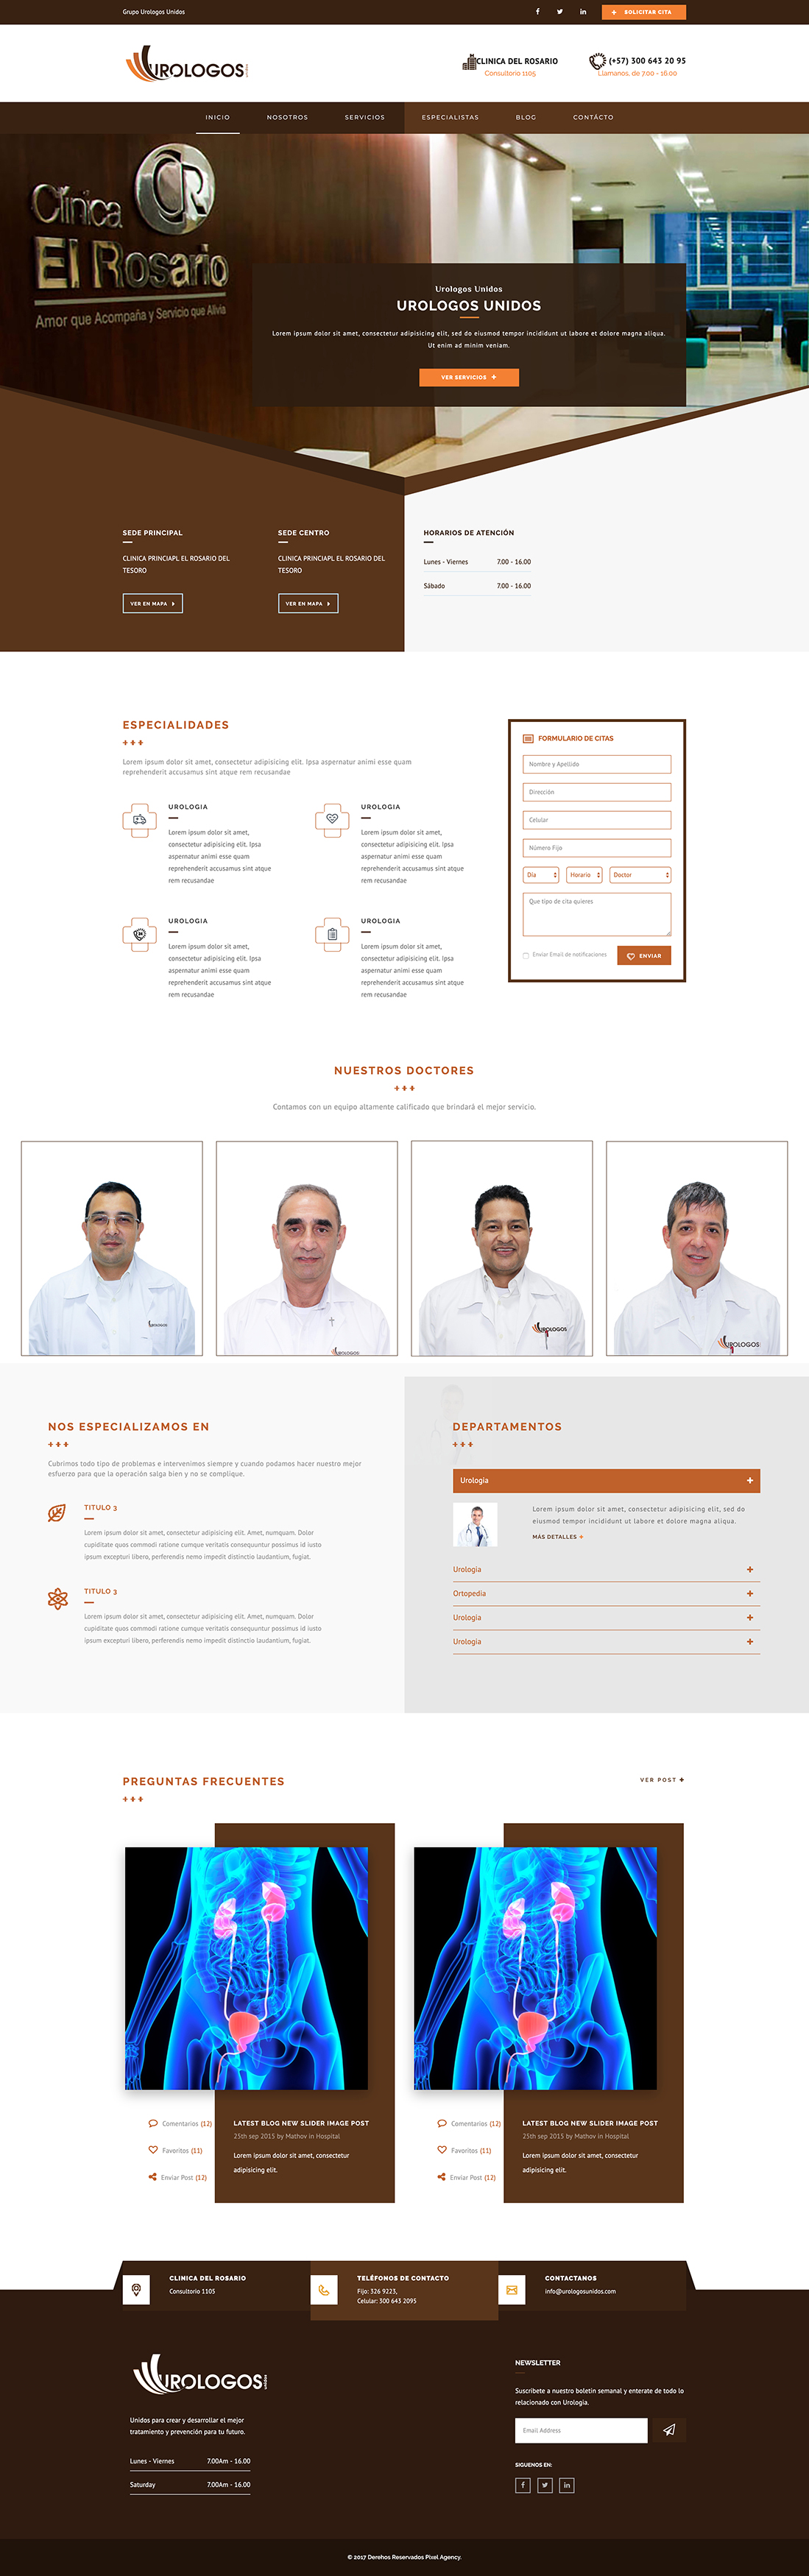 Grupo Urologos Unidos
SOLICITAR CITA
UROLOGOS
unidos
CLINICA DEL ROSARIO
Consultorio 1105
(+57) 300 643 20 95
Llamanos, de 7.00 - 16.00
INICIO
NOSOTROS
SERVICIOS
ESPECIALISTAS
BLOG
CONTÁCTO
Clínica
CR
El Rosario
Amor que Acompaña y Servicio que Alivia
Urologos Unidos
UROLOGOS UNIDOS
Lorem ipsum dolor sit amet, consectetur adipisicing elit, sed do eiusmod tempor incididunt ut labore et dolore magna aliqua.
Ut enim ad minim veniam.
VER SERVICIOS
SEDE PRINCIPAL
CLINICA PRINCIAPL EL ROSARIO DEL
TESORO
VER EN MAPA
SEDE CENTRO
CLINICA PRINCIAPL EL ROSARIO DEL
TESORO
VER EN MAPA
HORARIOS DE ATENCIÓN
Lunes - Viernes 7.00 - 16.00
Sábado 7.00 - 16.00
ESPECIALIDADES
Lorem ipsum dolor sit amet, consectetur adipisicing elit. Ipsa aspernatur animi esse quam
reprehenderit accusamus sint atque rem recusandae
UROLOGIA
Lorem ipsum dolor sit amet,
consectetur adipisicing elit. Ipsa
aspernatur animi esse quam
reprehenderit accusamus sint atque
rem recusandae
UROLOGIA
Lorem ipsum dolor sit amet,
consectetur adipisicing elit. Ipsa
aspernatur animi esse quam
reprehenderit accusamus sint atque
rem recusandae
UROLOGIA
Lorem ipsum dolor sit amet,
consectetur adipisicing elit. Ipsa
aspernatur animi esse quam
reprehenderit accusamus sint atque
rem recusandae
UROLOGIA
Lorem ipsum dolor sit amet,
consectetur adipisicing elit. Ipsa
aspernatur animi esse quam
reprehenderit accusamus sint atque
rem recusandae
FORMULARIO DE CITAS
Nombre y Apellido
Dirección
Celular
Número Fijo
Día
Horario
Doctor
Que tipo de cita quieres
Enviar Email de notificaciones
ENVIAR
NUESTROS DOCTORES
Contamos con un equipo altamente calificado que brindará el mejor servicio.
UROLOGOS
UROLOGOS
UROLOGOS
UROLOGOS
NOS ESPECIALIZAMOS EN
Cubrimos todo tipo de problemas e intervenimos siempre y cuando podamos hacer nuestro mejor
esfuerzo para que la operación salga bien y no se complique.
TITULO 3
Lorem ipsum dolor sit amet, consectetur adipisicing elit. Amet, numquam. Dolor
cupiditate quos commodi ratione cumque veritatis consequuntur possimus id iusto
ipsum excepturi libero, perferendis nemo impedit distinctio laudantium, fugiat.
TITULO 3
Lorem ipsum dolor sit amet, consectetur adipisicing elit. Amet, numquam. Dolor
cupiditate quos commodi ratione cumque veritatis consequuntur possimus id iusto
ipsum excepturi libero, perferendis nemo impedit distinctio laudantium, fugiat.
DEPARTAMENTOS
Urología
Lorem ipsum dolor sit amet, consectetur adipisicing elit, sed do
eiusmod tempor incididunt ut labore et dolore magna aliqua.
MÁS DETALLES +
Urología
Ortopedia
Urología
Urología
PREGUNTAS FRECUENTES
VER POST
Comentarios (12)
Favoritos (11)
Enviar Post (12)
LATEST BLOG NEW SLIDER IMAGE POST
25th sep 2015 by Mathov in Hospital
Lorem ipsum dolor sit amet, consectetur
adipisicing elit.
Comentarios (12)
Favoritos (11)
Enviar Post (12)
LATEST BLOG NEW SLIDER IMAGE POST
25th sep 2015 by Mathov in Hospital
Lorem ipsum dolor sit amet, consectetur
adipisicing elit.
CLINICA DEL ROSARIO
Consultorio 1105
TELÉFONOS DE CONTACTO
Fijo: 326 9223,
Celular: 300 643 2095
CONTACTANOS
info@urologosunidos.com
UROLOGOS
unidos
Unidos para crear y desarrollar el mejor
tratamiento y prevención para tu futuro.
Lunes - Viernes 7.00Am - 16.00
Saturday 7.00Am - 16.00
NEWSLETTER
Suscribete a nuestro boletin semanal y enterate de todo lo
relacionado con Urologia.
Email Address
SIGUENOS EN:
© 2017 Derehos Reservados Pixel Agency.